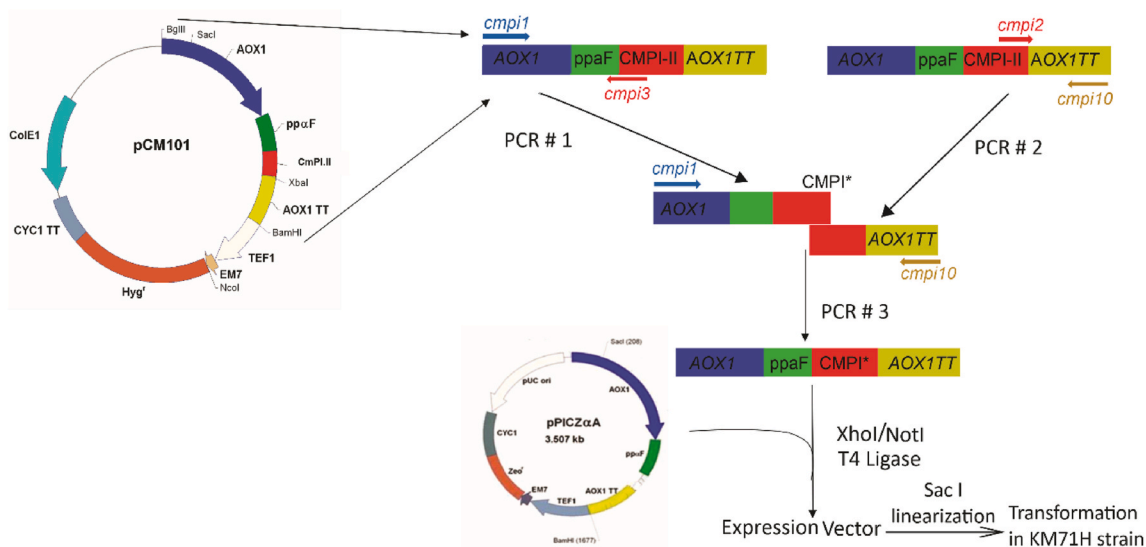 BglII
SacI
AOX1
ppαF
CmPI.II
XbaI
AOX1 TT
BamHI
TEF1
EM7
NcoI
Hygʳ
CYC1 TT
ColE1
pCM101
cmpi1
AOX1 ppaF CMPI-II AOX1TT
cmpi3
PCR # 1
cmpi2
AOX1 ppaF CMPI-II AOX1TT
cmpi10
PCR # 2
cmpi1
CMPI*
AOX1
AOX1TT
cmpi10
PCR # 3
AOX1 ppaF CMPI* AOX1TT
SacI (208)
pUC ori
AOX1
pPICZαA
3.507 kb
CYC1
ppαF
Zeoʳ
EM7
AOX1 TT
TEF1
BamHI (1677)
XhoI/NotI
T4 Ligase
Expression Vector
Sac I
linearization
Transformation
in KM71H strain